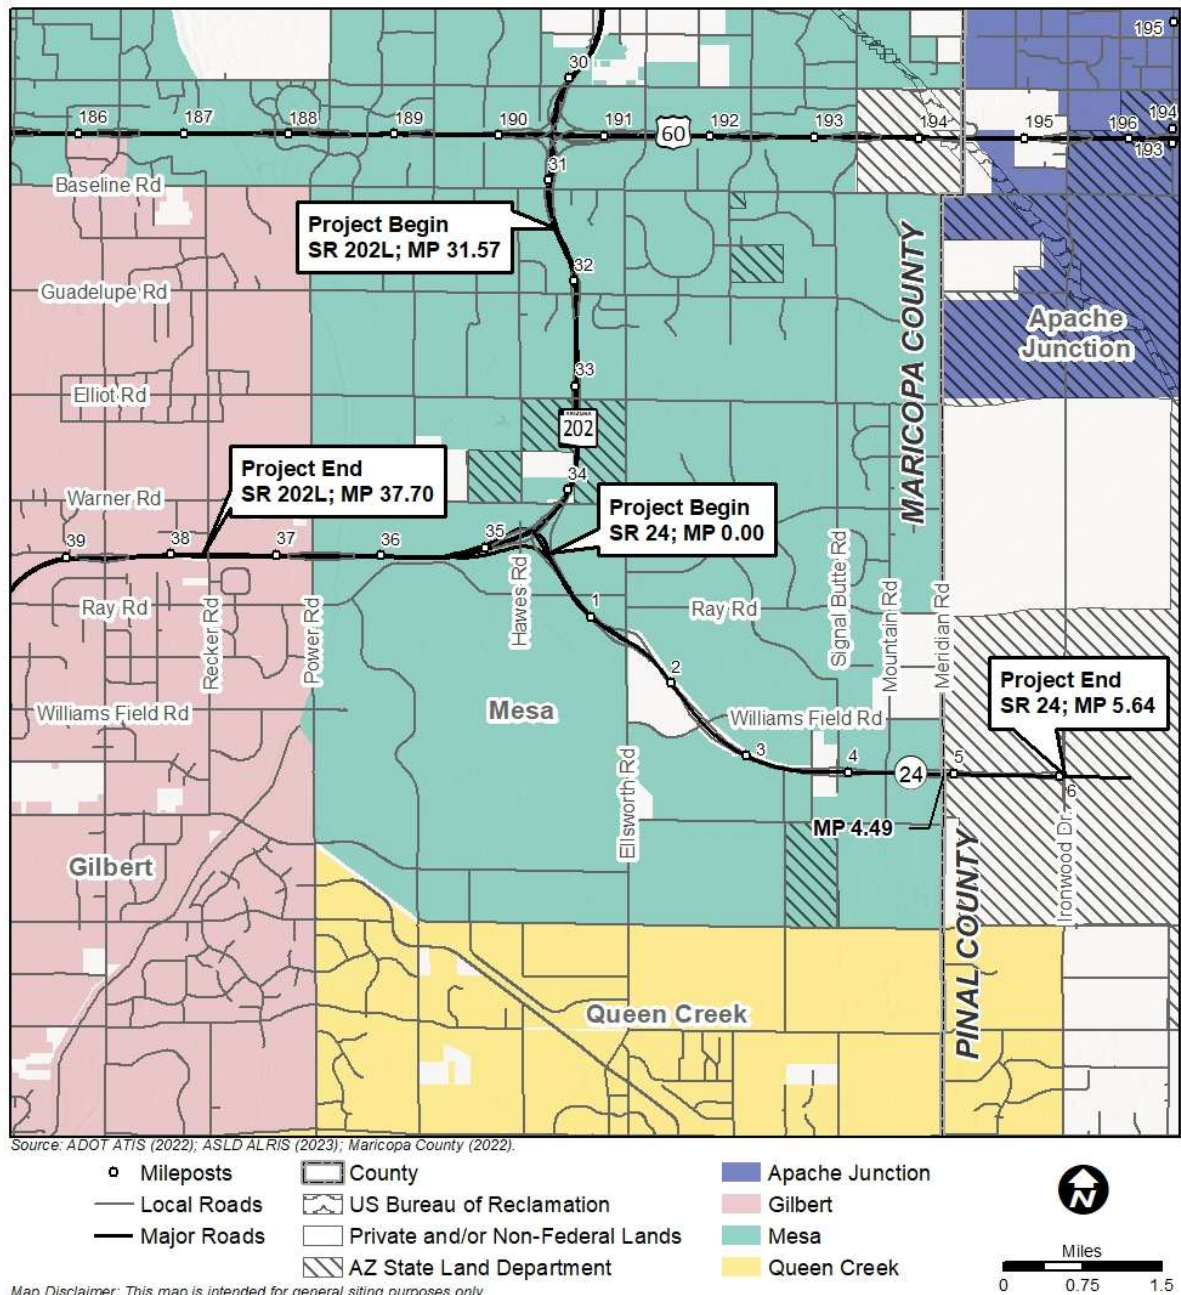 195
30
186
187
188
189
190
191
60
192
193
194
195
196
194
193
31
Baseline Rd
Project Begin
SR 202L; MP 31.57
32
Guadelupe Rd
MARICOPA COUNTY
Apache
Junction
33
Elliot Rd
ARIZONA
202
Project End
SR 202L; MP 37.70
34
Warner Rd
Project Begin
SR 24; MP 0.00
39
38
37
36
35
Hawes Rd
Signal Butte Rd
Mountain Rd
Meridian Rd
Ray Rd
Recker Rd
Power Rd
1
Ray Rd
2
Project End
SR 24; MP 5.64
Williams Field Rd
Mesa
Williams Field Rd
3
4
24
5
6
Ellsworth Rd
MP 4.49
Ironwood Dr.
Gilbert
PINAL COUNTY
Queen Creek
Source: ADOT ATIS (2022); ASLD ALRIS (2023); Maricopa County (2022).
Mileposts
Local Roads
Major Roads
County
US Bureau of Reclamation
Private and/or Non-Federal Lands
AZ State Land Department
Apache Junction
Gilbert
Mesa
Queen Creek
N
Miles
0 0.75 1.5
Map Disclaimer: This map is intended for general siting purposes only.